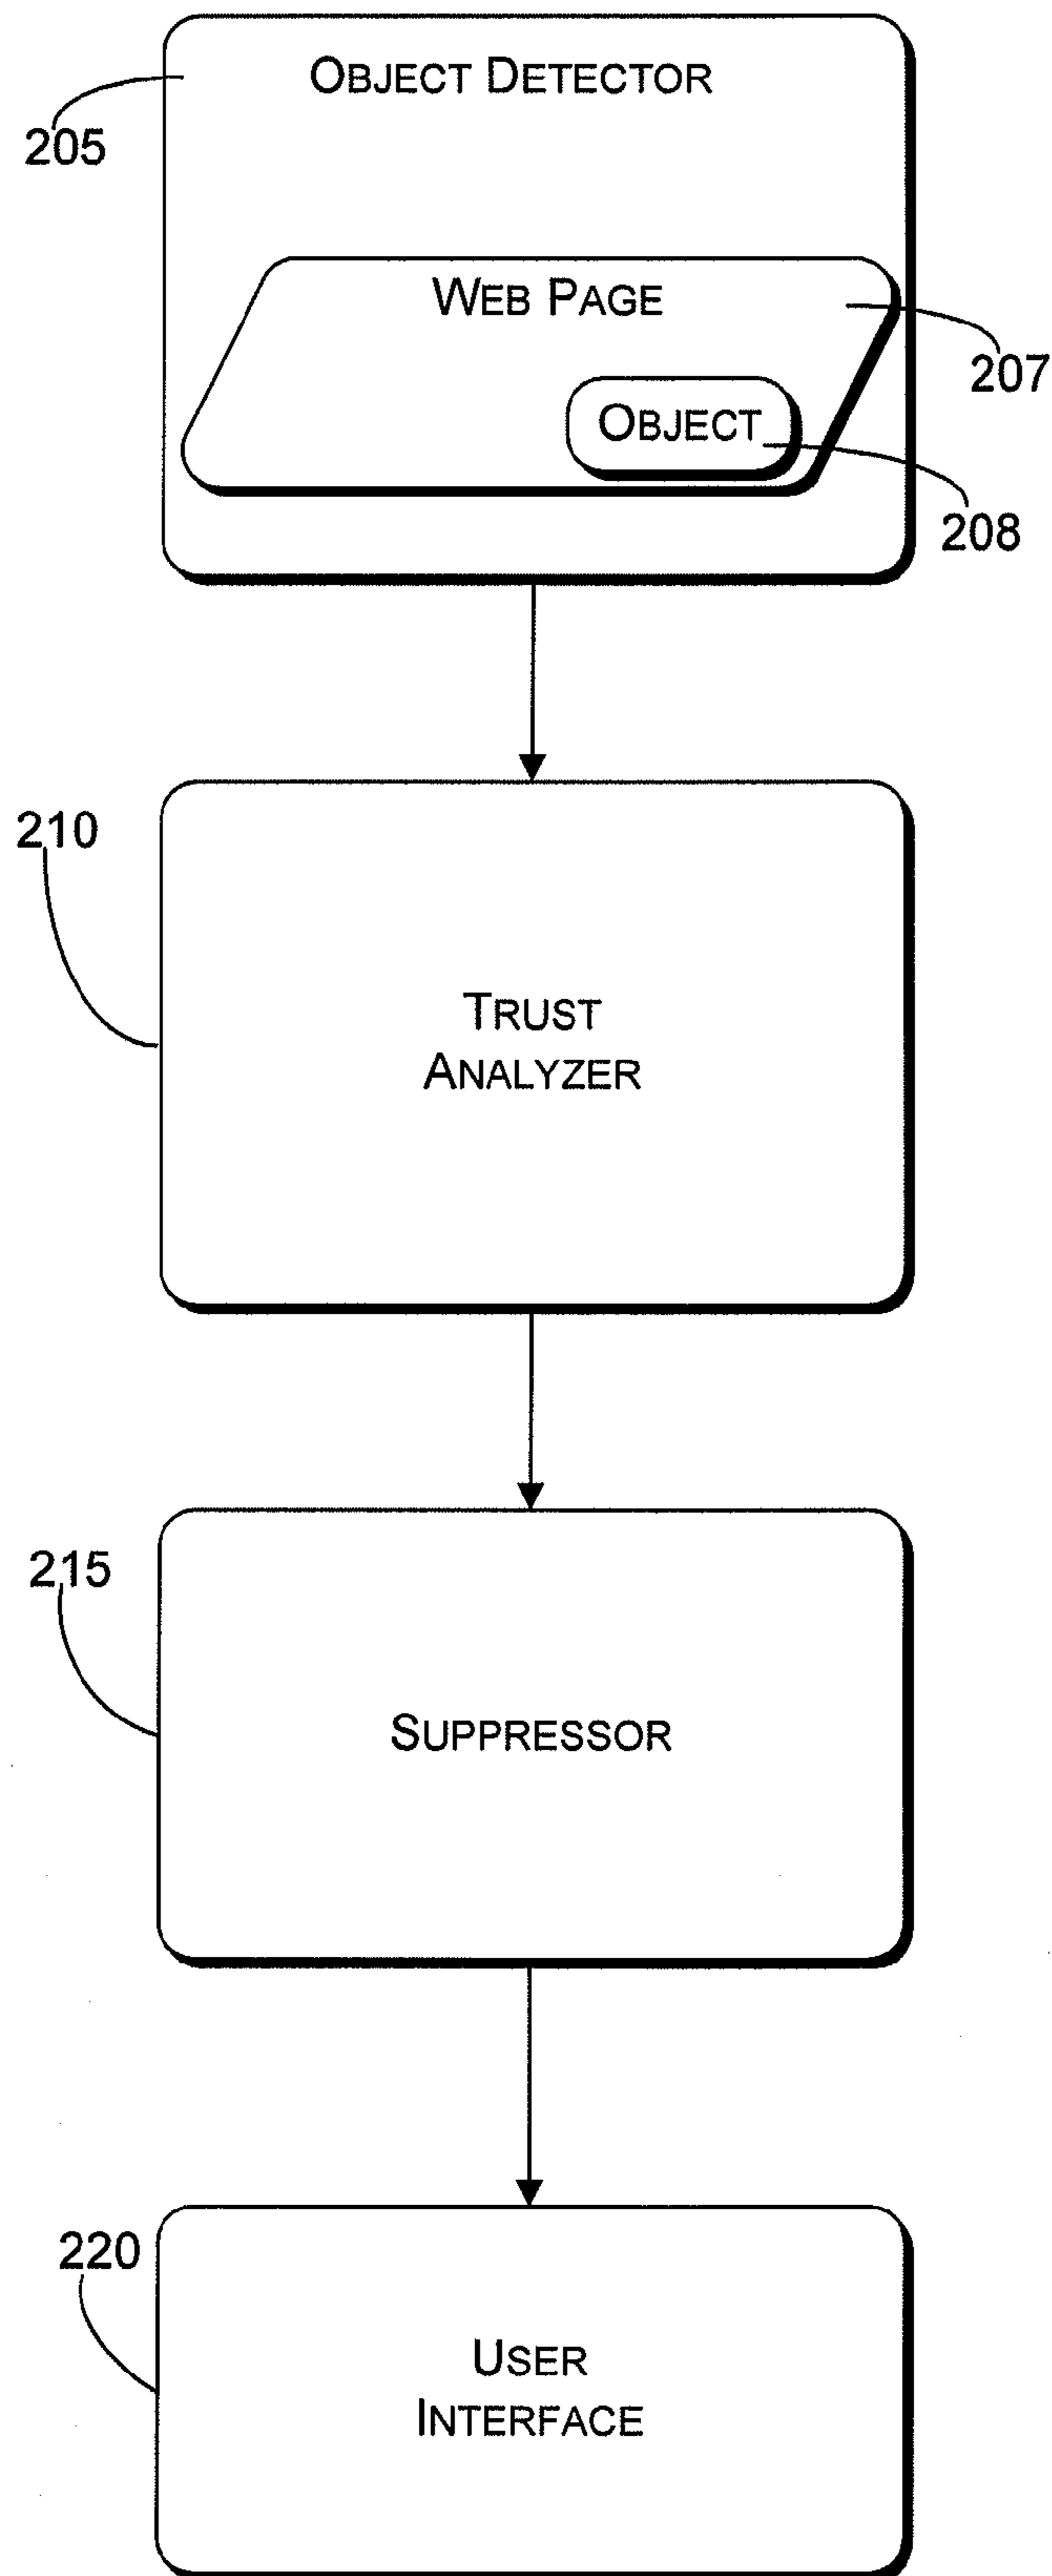 OBJECT DETECTOR
205
WEB PAGE
207
OBJECT
208
210
TRUST
ANALYZER
215
SUPPRESSOR
220
USER
INTERFACE